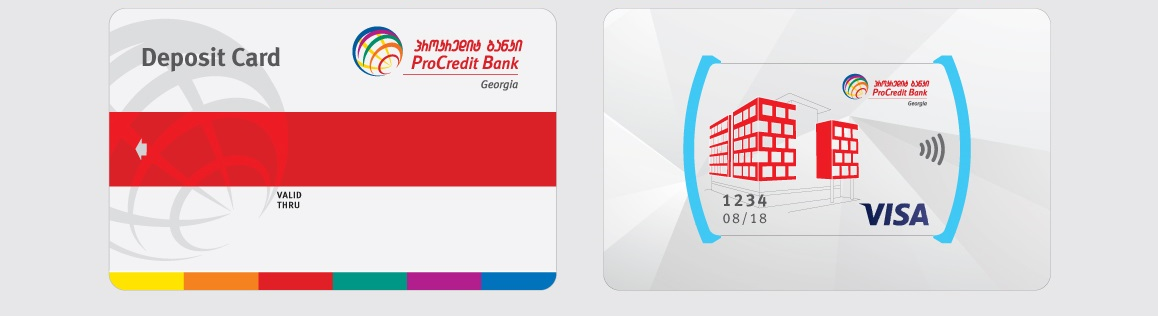 Deposit Card
პროკრედიტ ბანკი
ProCredit Bank
Georgia
VALID
THRU
პროკრედიტ ბანკი
ProCredit Bank
Georgia
1234
08/18
VISA